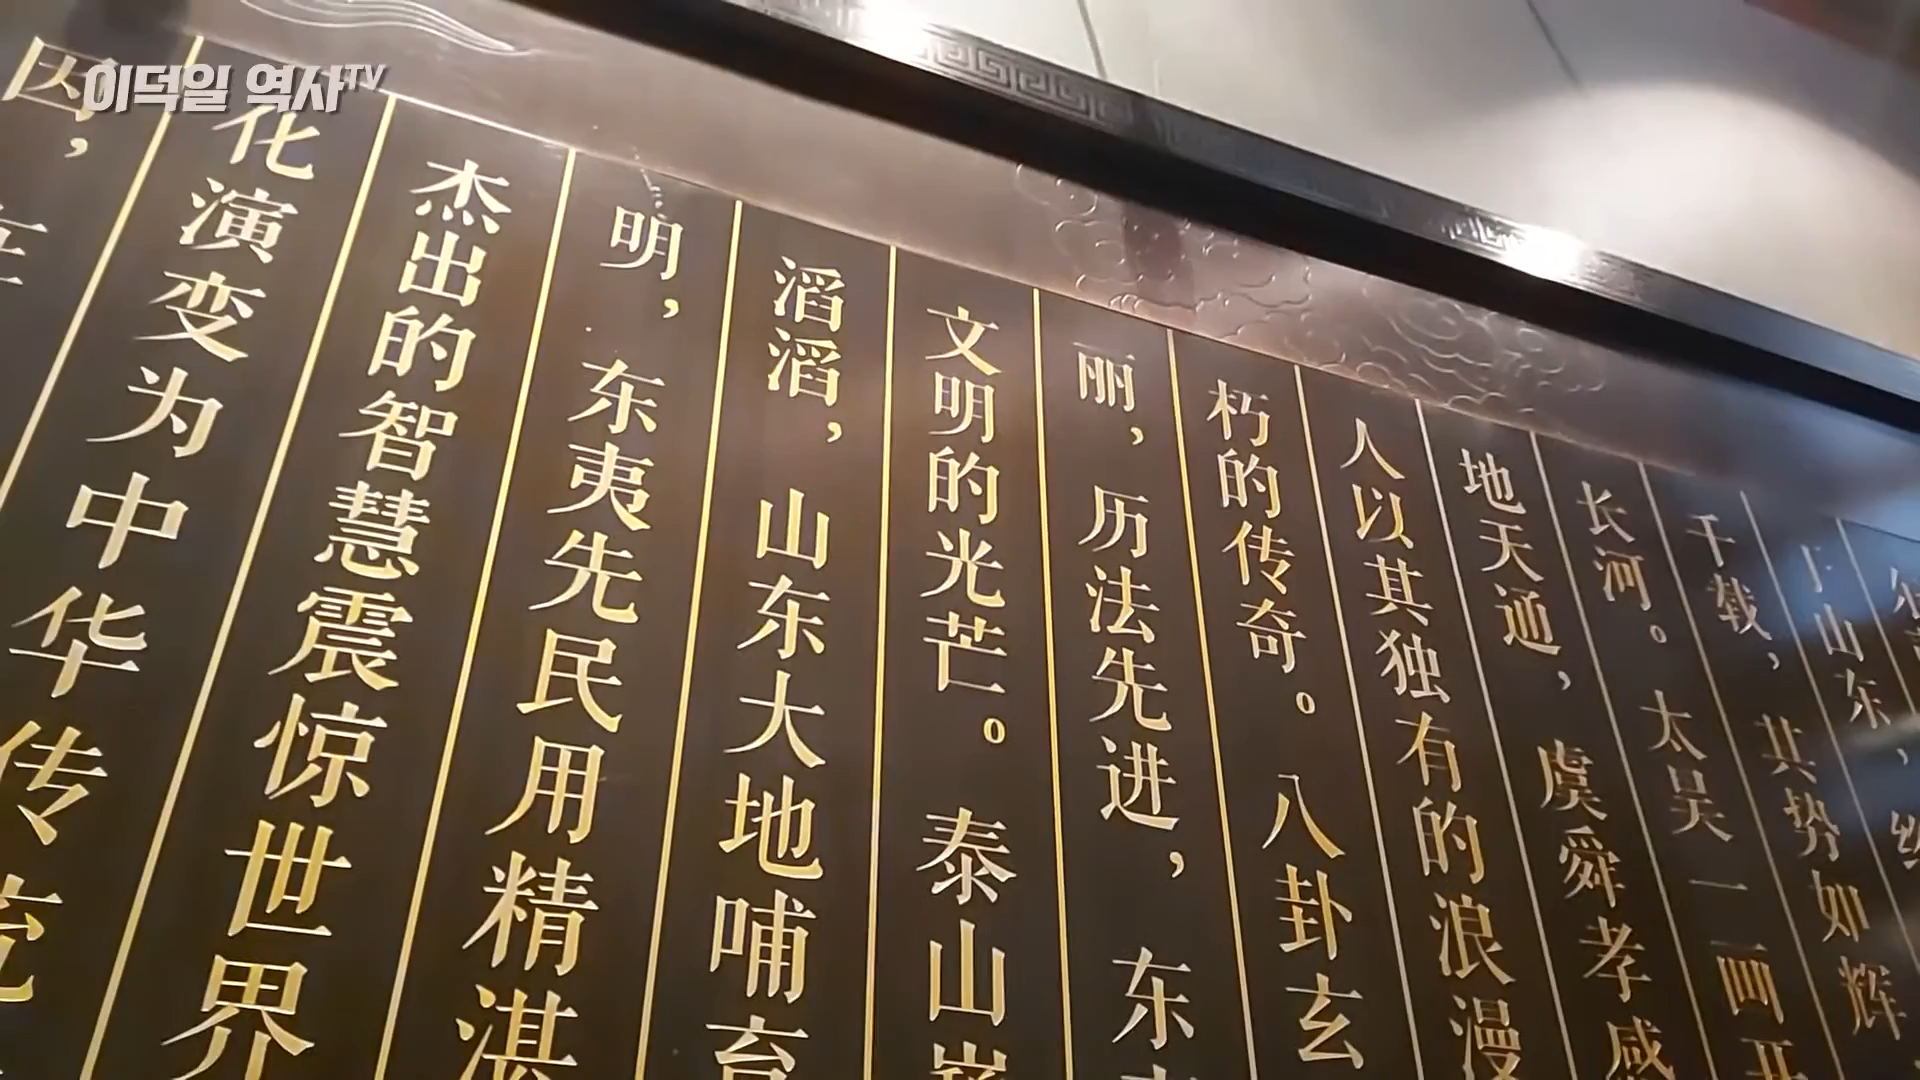 이덕일 역사TV
于山东,
千载,其势如辉
长河。太昊一画开
地天通,虞舜孝感
人以其独有的浪漫
朽的传奇。八卦玄
丽,历法先进,东
文明的光芒。泰山岩
滔滔,山东大地哺育
明,东夷先民用精湛
杰出的智慧震惊世界
化演变为中华传统
因,在